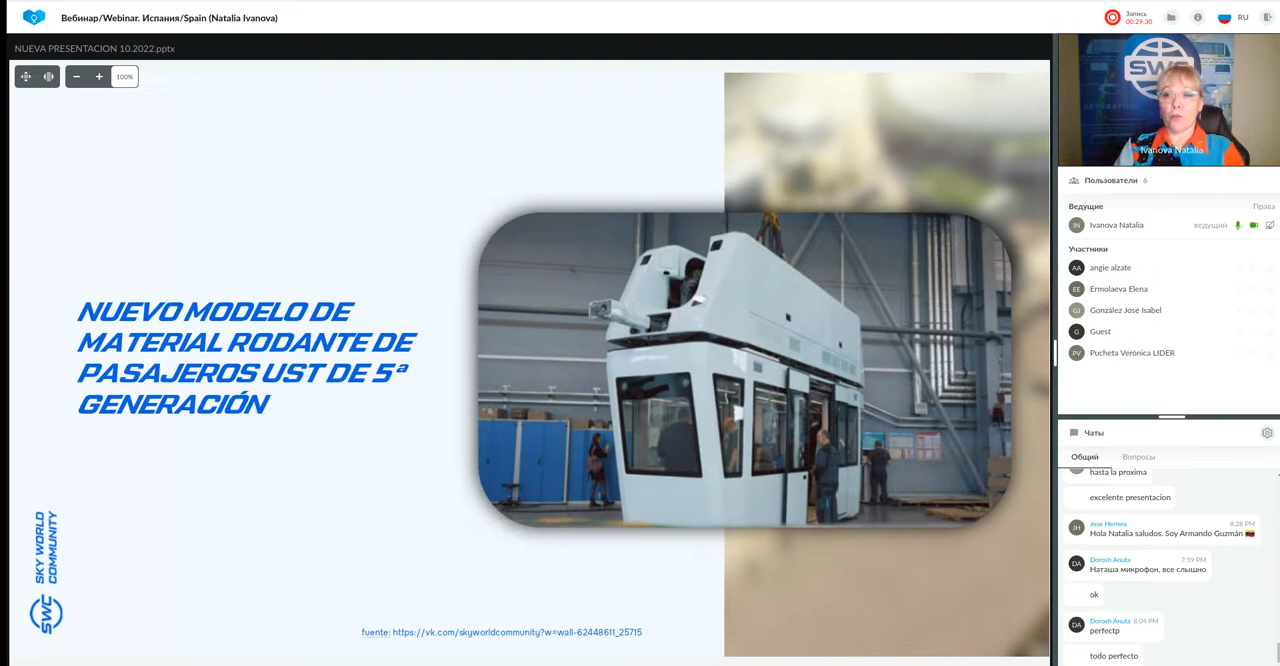 Вебинар/Webinar. Испания/Spain (Natalia Ivanova)
Запись
00:29:30
RU
NUEVA PRESENTACION 10.2022.pptx
100%
NUEVO MODELO DE
MATERIAL RODANTE DE
PASAJEROS UST DE 5ª
GENERACIÓN
SKY WORLD
COMMUNITY
SWC
fuente: https://vk.com/skyworldcommunity?w=wall-62448611_25715
SWC
Ivanova Natalia
Пользователи 6
Ведущие Права
IN Ivanova Natalia ведущий
Участники
AA angie alzate
EE Ermolaeva Elena
GJ González José Isabel
G Guest
PV Pucheta Verónica LIDER
Чаты
Общий Вопросы
hasta la proxima
excelente presentacion
JH Jose Herrera 8:28 PM
Hola Natalia saludos. Soy Armando Guzmán
DA Dorosh Anuta 7:59 PM
Наташа микрофон, все слышно
ok
DA Dorosh Anuta 8:04 PM
perfectp
todo perfecto